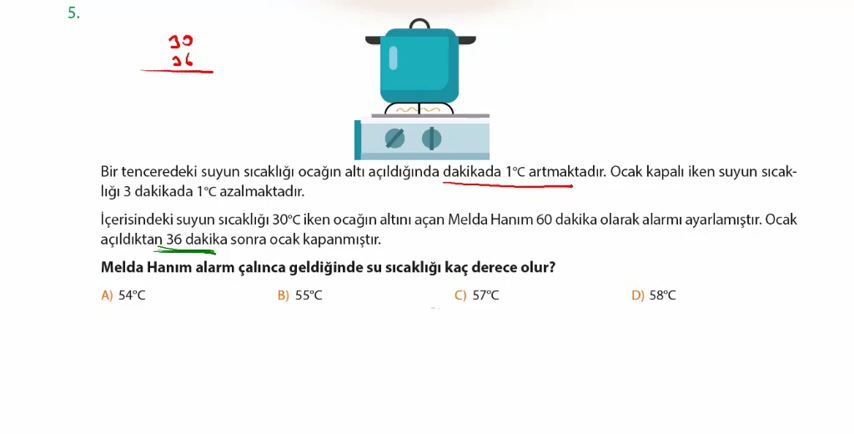 5.
30
36
Bir tenceredeki suyun sıcaklığı ocağın altı açıldığında dakikada 1°C artmaktadır. Ocak kapalı iken suyun sıcak-
lığı 3 dakikada 1°C azalmaktadır.
İçerisindeki suyun sıcaklığı 30°C iken ocağın altını açan Melda Hanım 60 dakika olarak alarmı ayarlamıştır. Ocak
açıldıktan 36 dakika sonra ocak kapanmıştır.
Melda Hanım alarm çalınca geldiğinde su sıcaklığı kaç derece olur?
A) 54°C B) 55°C C) 57°C D) 58°C